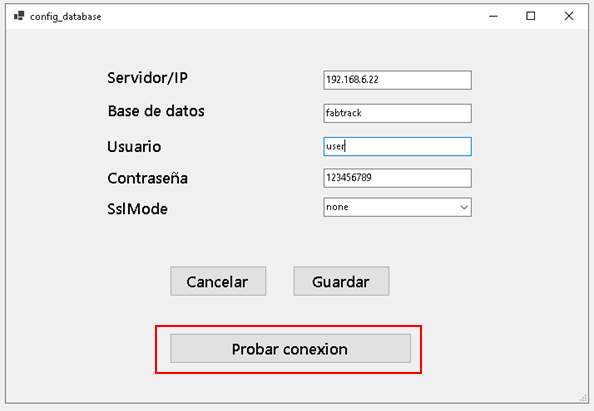 config_database
Servidor/IP 192.168.6.22
Base de datos fabtrack
Usuario user
Contraseña 123456789
SslMode none
Cancelar Guardar
Probar conexion